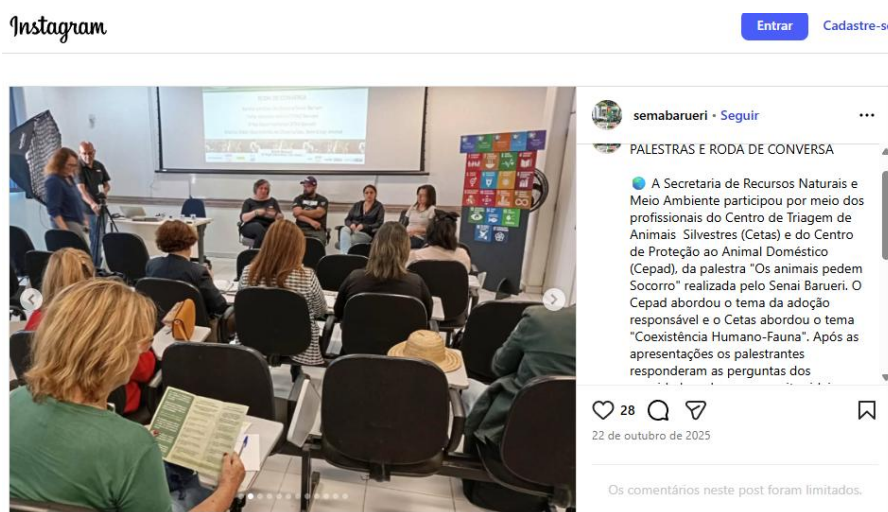 Instagram
Entrar
Cadastre-se
RODA DE CONVERSA
semabarueri • Seguir
PALESTRAS E RODA DE CONVERSA
A Secretaria de Recursos Naturais e
Meio Ambiente participou por meio dos
profissionais do Centro de Triagem de
Animais Silvestres (Cetas) e do Centro
de Proteção ao Animal Doméstico
(Cepad), da palestra "Os animais pedem
Socorro" realizada pelo Senai Barueri. O
Cepad abordou o tema da adoção
responsável e o Cetas abordou o tema
"Coexistência Humano-Fauna". Após as
apresentações os palestrantes
responderam as perguntas dos
28
22 de outubro de 2025
Os comentários neste post foram limitados.